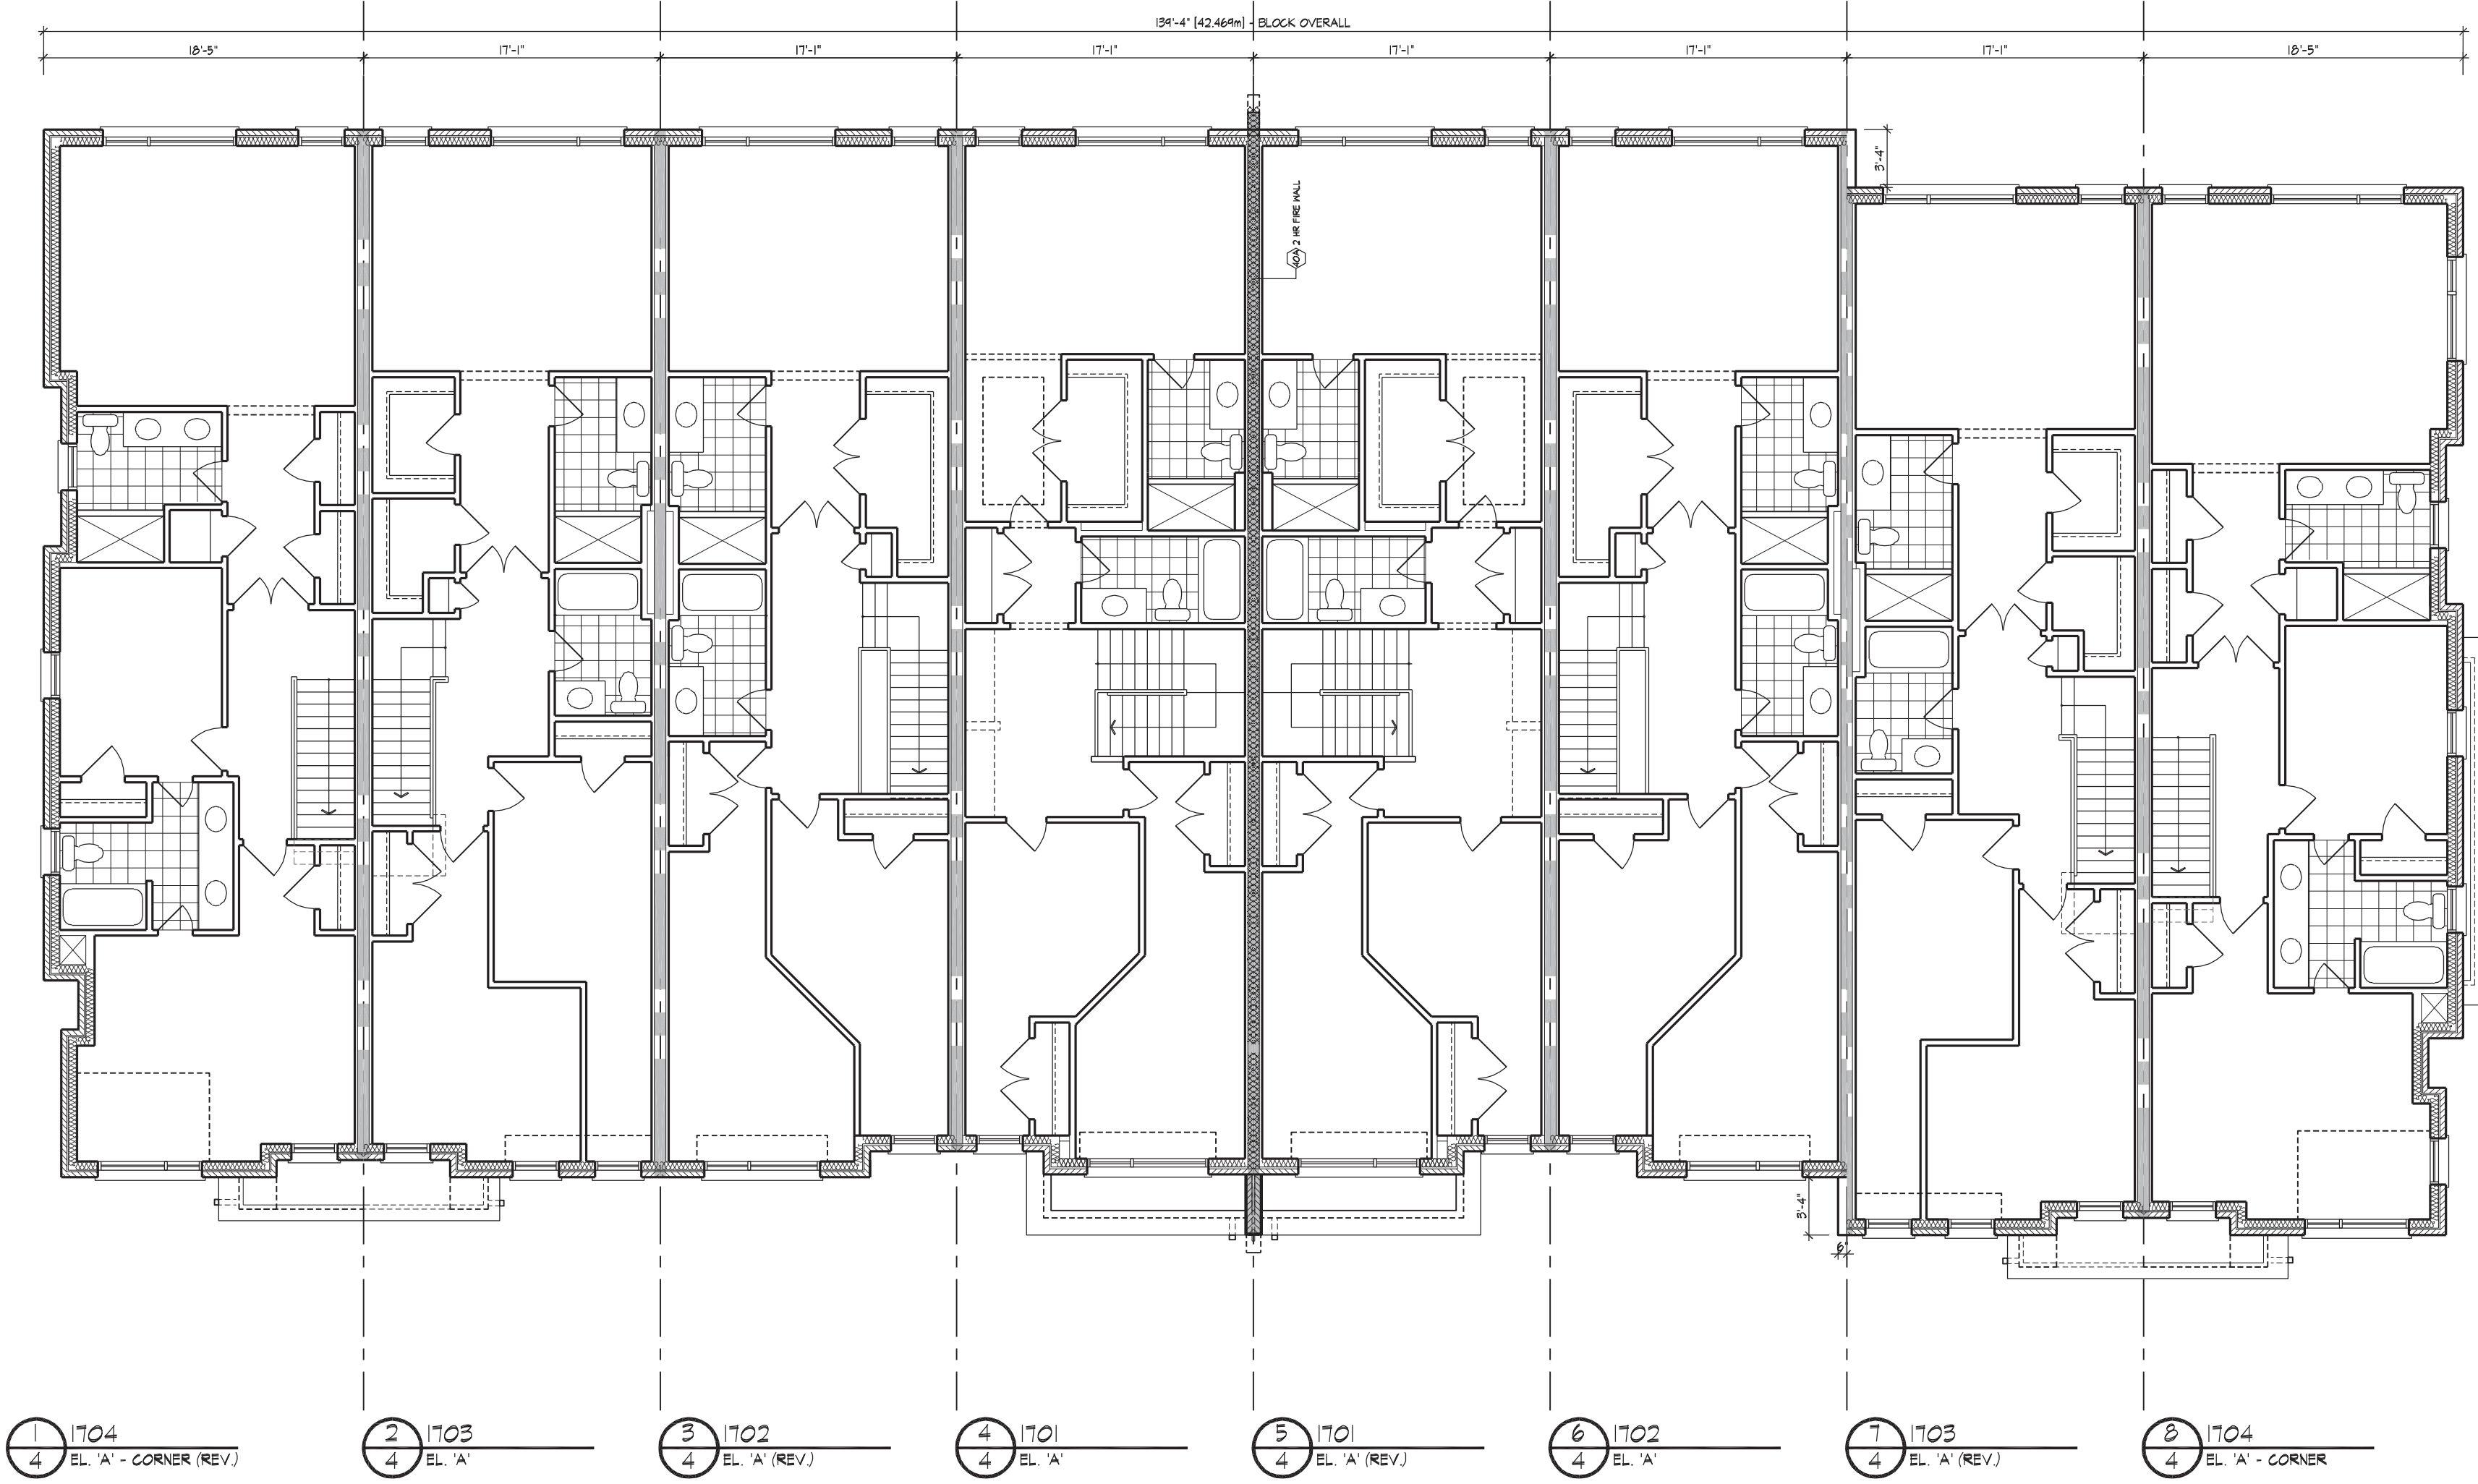 139'-4" [42.469m] - BLOCK OVERALL
18'-5"
17'-1"
17'-1"
17'-1"
17'-1"
17'-1"
17'-1"
18'-5"
3'-4"
40A 2 HR FIRE WALL
3'-4"
6"
1 1704
4 EL. 'A' - CORNER (REV.)
2 1703
4 EL. 'A'
3 1702
4 EL. 'A' (REV.)
4 1701
4 EL. 'A'
5 1701
4 EL. 'A' (REV.)
6 1702
4 EL. 'A'
7 1703
4 EL. 'A' (REV.)
8 1704
4 EL. 'A' - CORNER